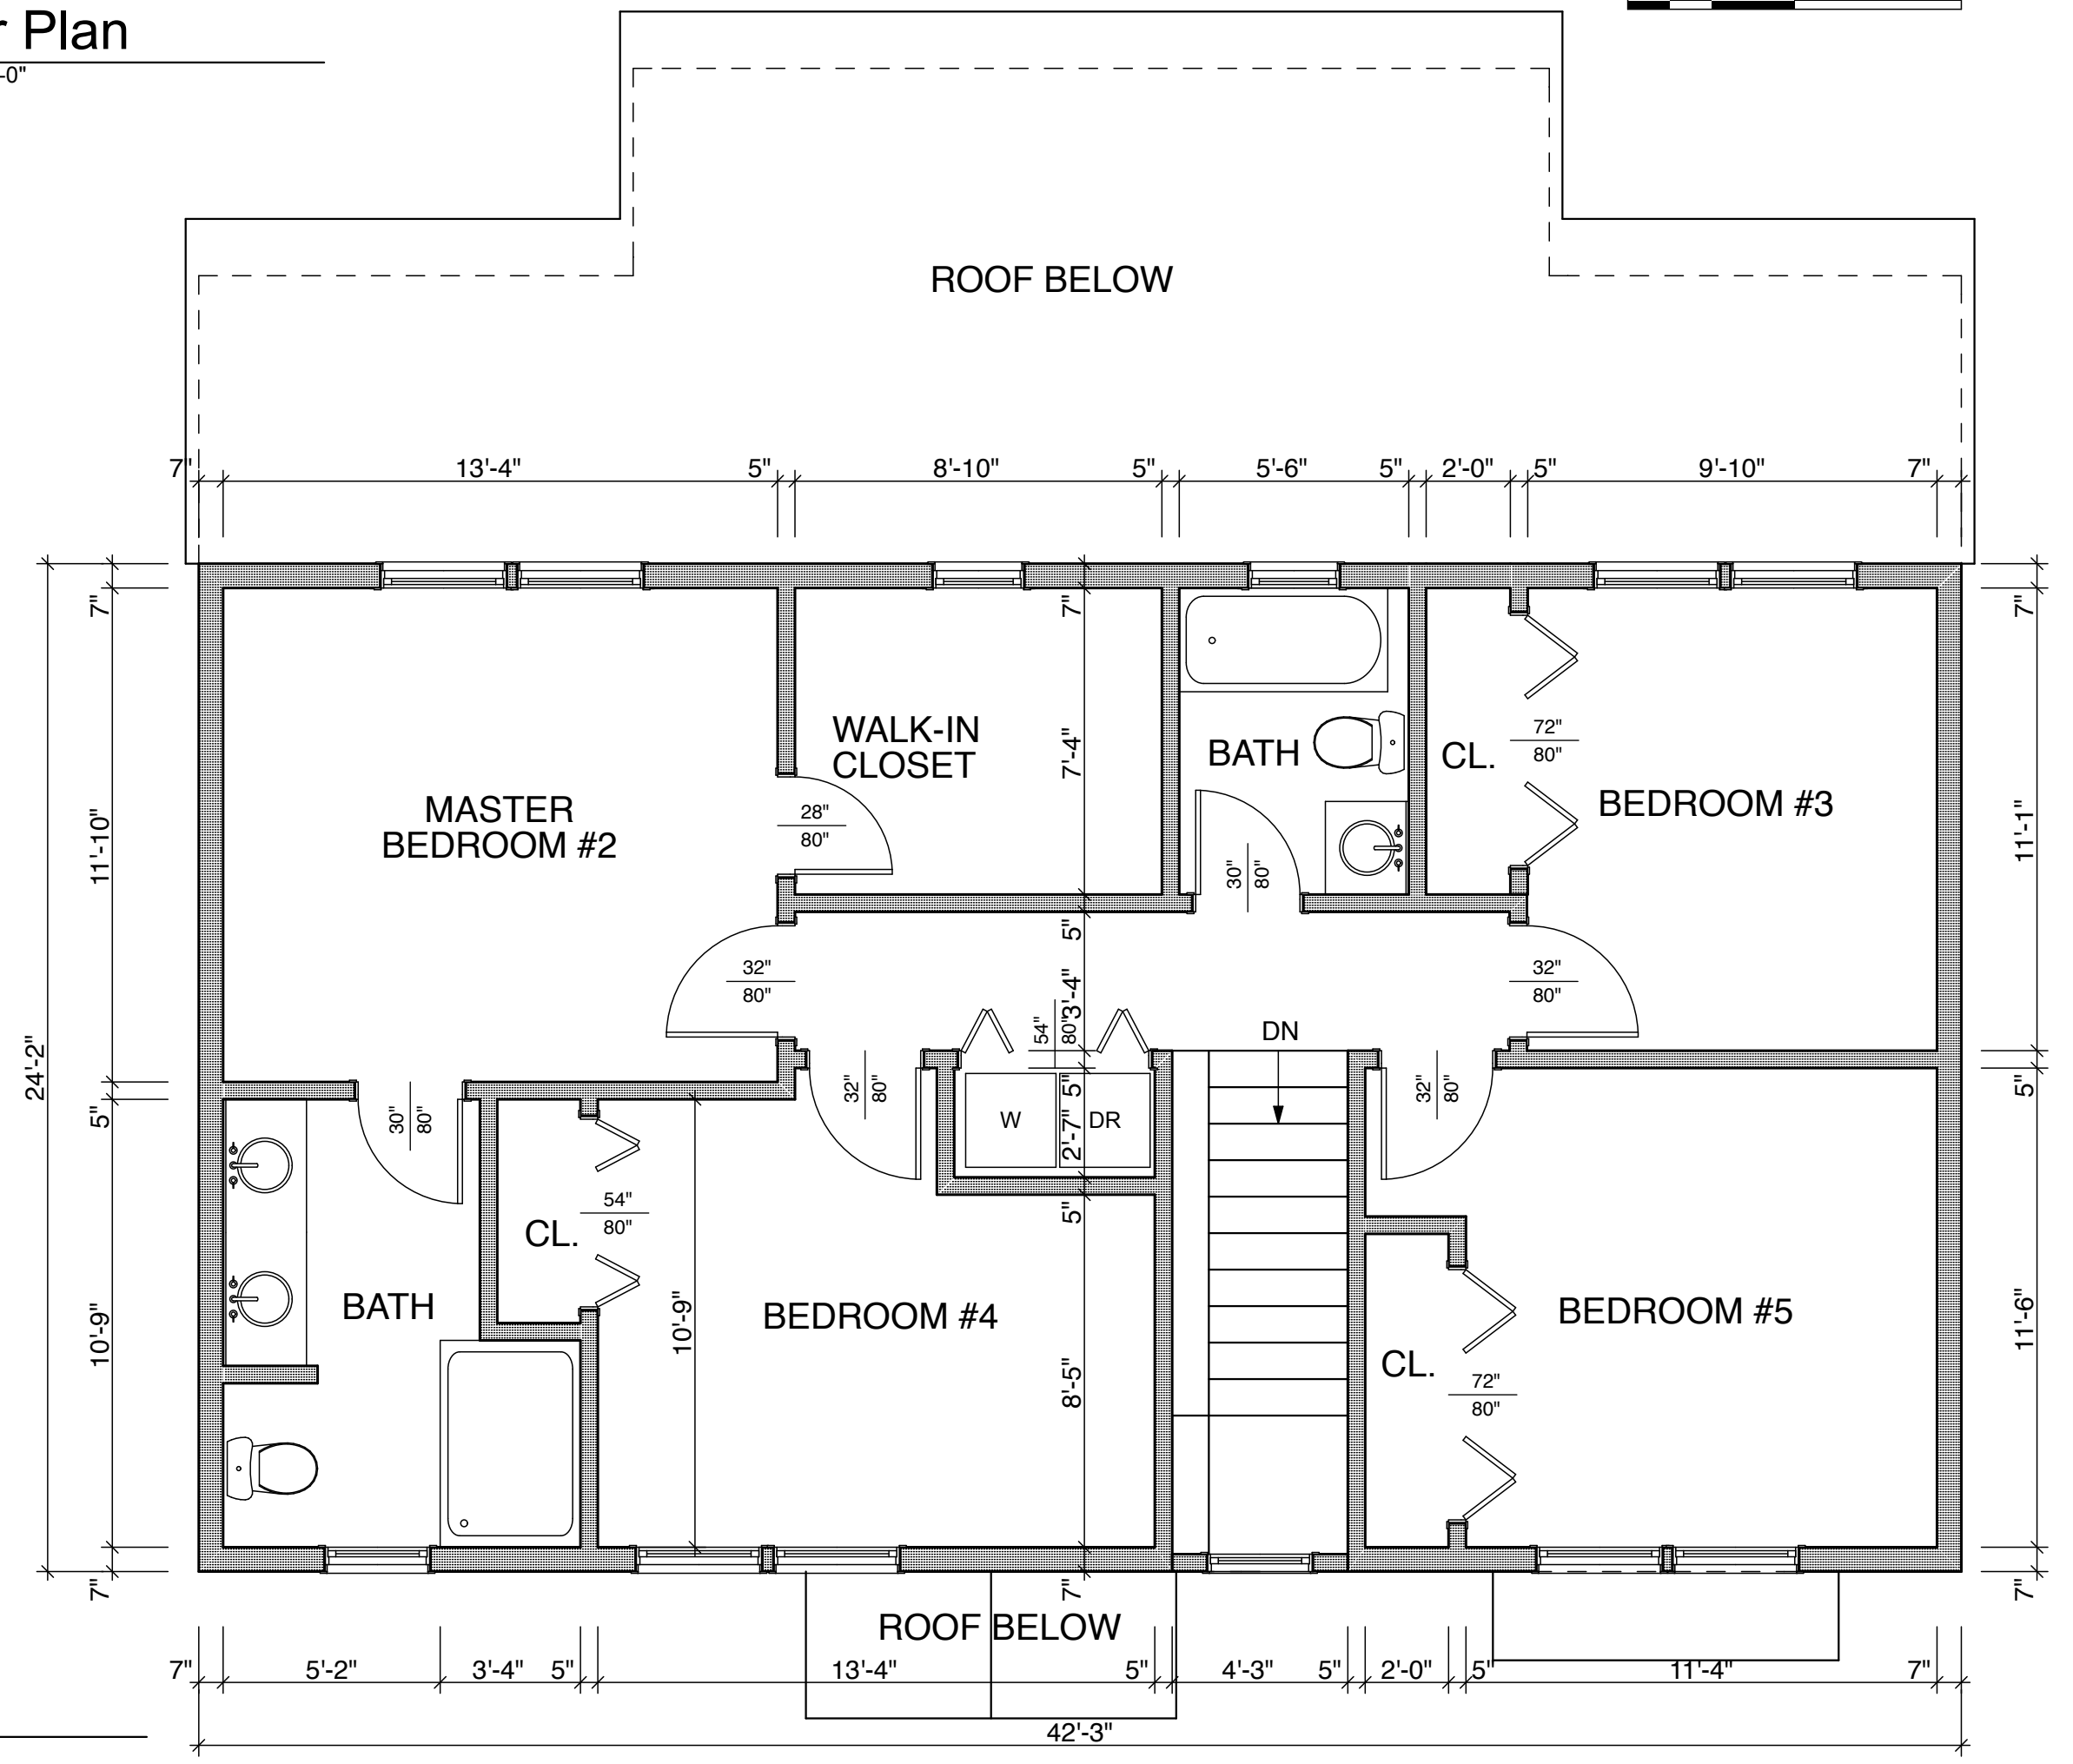 r Plan
-0"
ROOF BELOW
7" 13'-4" 5" 8'-10" 5" 5'-6" 5" 2'-0" 5" 9'-10" 7"
7" 7" 7"
WALK-IN
CLOSET
7'-4"
BATH
CL.
72"
80"
BEDROOM #3
MASTER
BEDROOM #2
28"
80"
11'-10"
11'-1"
30"
80"
5"
32"
80"
3'-4"
32"
80"
54"
80"
DN
24'-2"
5"
30"
80"
32"
80"
5"
W
DR
2'-7"
32"
80"
5"
CL.
54"
80"
5"
BATH
10'-9"
10'-9"
BEDROOM #4
BEDROOM #5
11'-6"
CL.
72"
80"
8'-5"
7" 7" 7"
ROOF BELOW
7" 5'-2" 3'-4" 5" 13'-4" 5" 4'-3" 5" 2'-0" 5" 11'-4" 7"
42'-3"